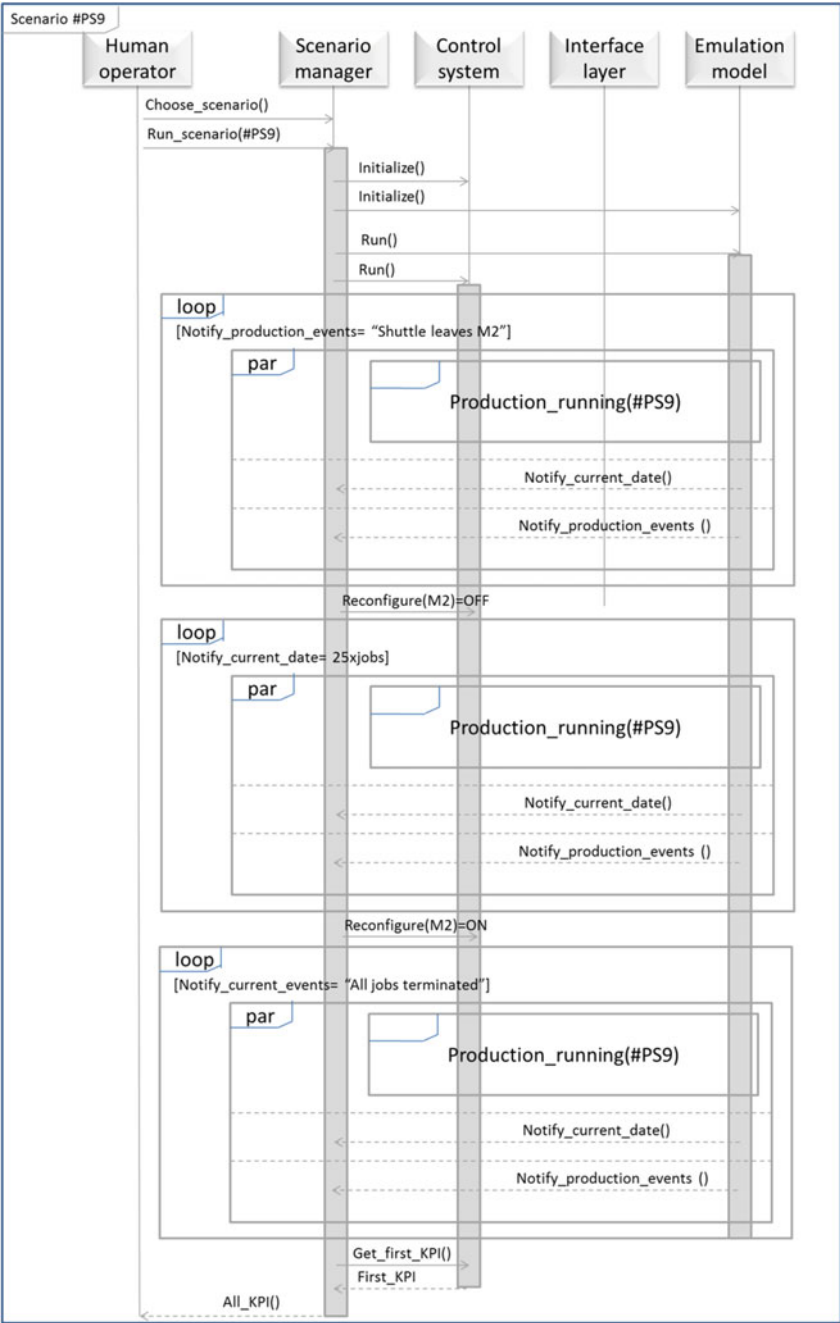 Scenario #PS9
Human operator
Scenario manager
Control system
Interface layer
Emulation model
Choose_scenario()
Run_scenario(#PS9)
Initialize()
Initialize()
Run()
Run()
loop
[Notify_production_events= “Shuttle leaves M2”]
par
Production_running(#PS9)
Notify_current_date()
Notify_production_events ()
Reconfigure(M2)=OFF
loop
[Notify_current_date= 25xjobs]
par
Production_running(#PS9)
Notify_current_date()
Notify_production_events ()
Reconfigure(M2)=ON
loop
[Notify_current_events= “All jobs terminated”]
par
Production_running(#PS9)
Notify_current_date()
Notify_production_events ()
Get_first_KPI()
First_KPI
All_KPI()